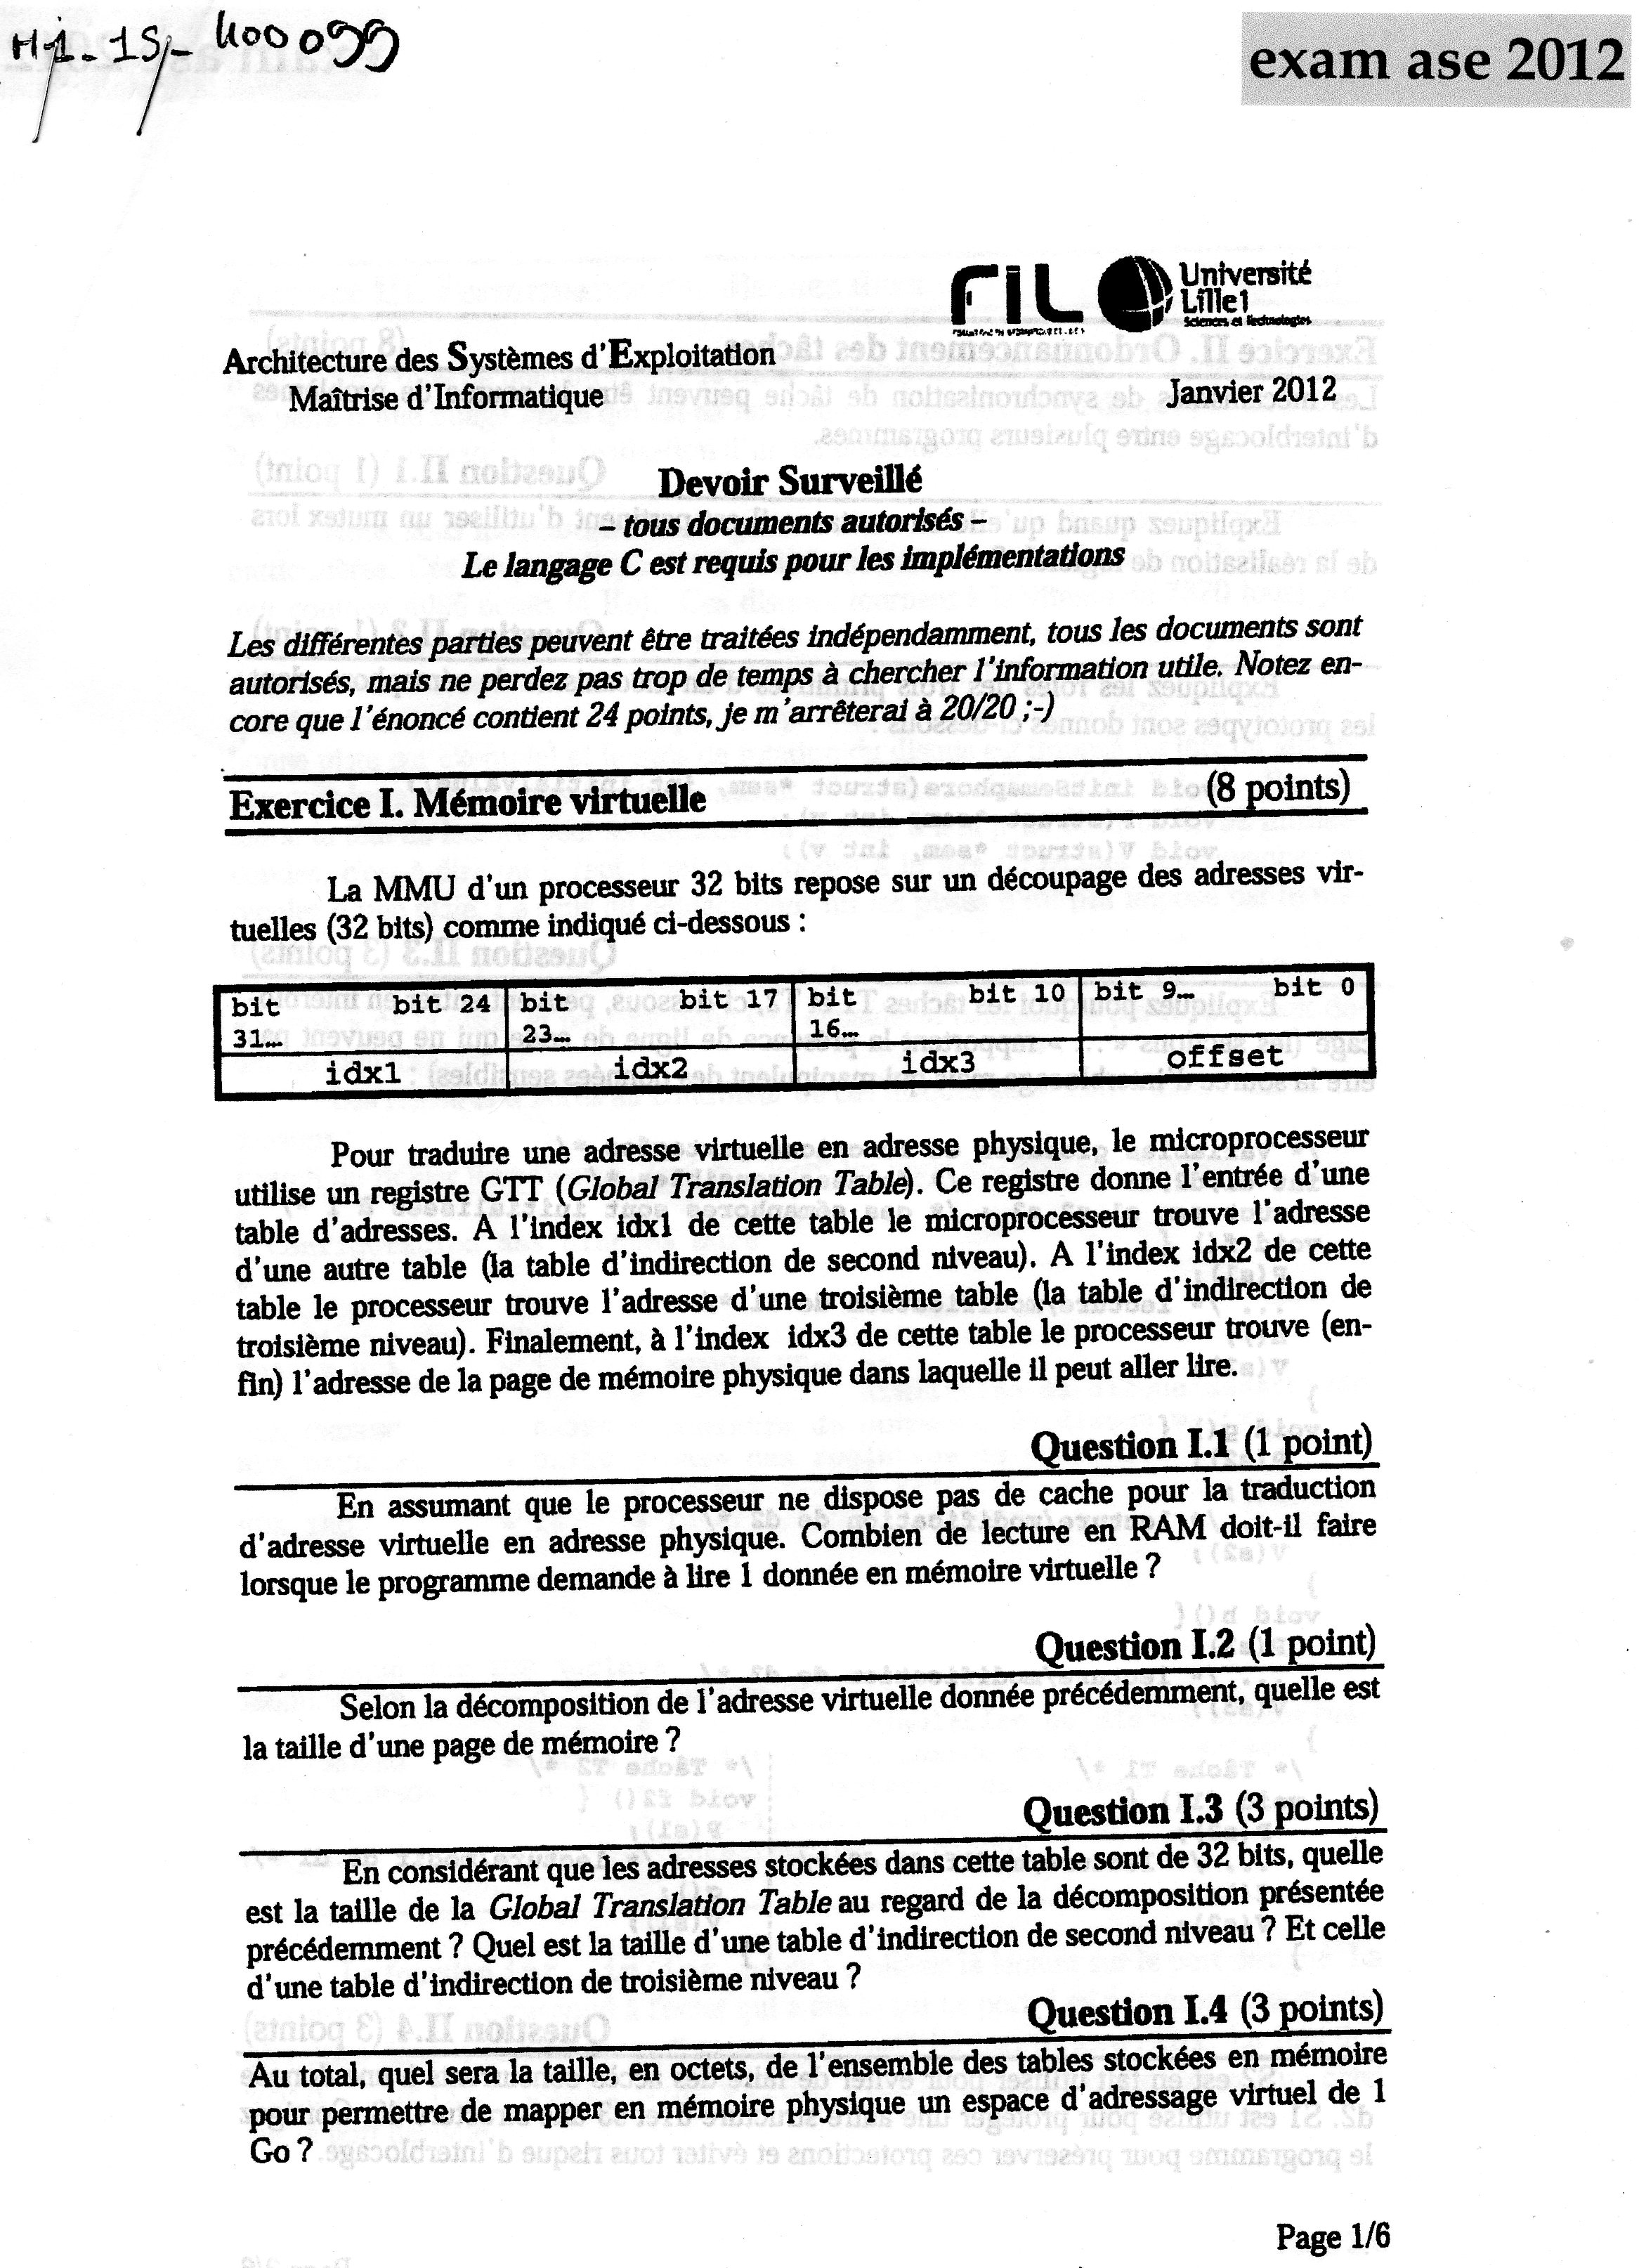 H1-15-400099
exam ase 2012
FIL Université
Lille1
Sciences et Technologies
Architecture des Systèmes d'Exploitation
Maîtrise d'Informatique Janvier 2012
Devoir Surveillé
– tous documents autorisés –
Le langage C est requis pour les implémentations
Les différentes parties peuvent être traitées indépendamment, tous les documents sont
autorisés, mais ne perdez pas trop de temps à chercher l'information utile. Notez en-
core que l'énoncé contient 24 points, je m'arrêterai à 20/20 ;-)
Exercice I. Mémoire virtuelle (8 points)
La MMU d'un processeur 32 bits repose sur un découpage des adresses vir-
tuelles (32 bits) comme indiqué ci-dessous :
bit bit 24 bit bit 17 bit bit 10 bit 9… bit 0
31… 23… 16…
idx1 idx2 idx3 offset
Pour traduire une adresse virtuelle en adresse physique, le microprocesseur
utilise un registre GTT (Global Translation Table). Ce registre donne l'entrée d'une
table d'adresses. A l'index idx1 de cette table le microprocesseur trouve l'adresse
d'une autre table (la table d'indirection de second niveau). A l'index idx2 de cette
table le processeur trouve l'adresse d'une troisième table (la table d'indirection de
troisième niveau). Finalement, à l'index idx3 de cette table le processeur trouve (en-
fin) l'adresse de la page de mémoire physique dans laquelle il peut aller lire.
Question I.1 (1 point)
En assumant que le processeur ne dispose pas de cache pour la traduction
d'adresse virtuelle en adresse physique. Combien de lecture en RAM doit-il faire
lorsque le programme demande à lire 1 donnée en mémoire virtuelle ?
Question I.2 (1 point)
Selon la décomposition de l'adresse virtuelle donnée précédemment, quelle est
la taille d'une page de mémoire ?
Question I.3 (3 points)
En considérant que les adresses stockées dans cette table sont de 32 bits, quelle
est la taille de la Global Translation Table au regard de la décomposition présentée
précédemment ? Quel est la taille d'une table d'indirection de second niveau ? Et celle
d'une table d'indirection de troisième niveau ?
Question I.4 (3 points)
Au total, quel sera la taille, en octets, de l'ensemble des tables stockées en mémoire
pour permettre de mapper en mémoire physique un espace d'adressage virtuel de 1
Go ?
Page 1/6